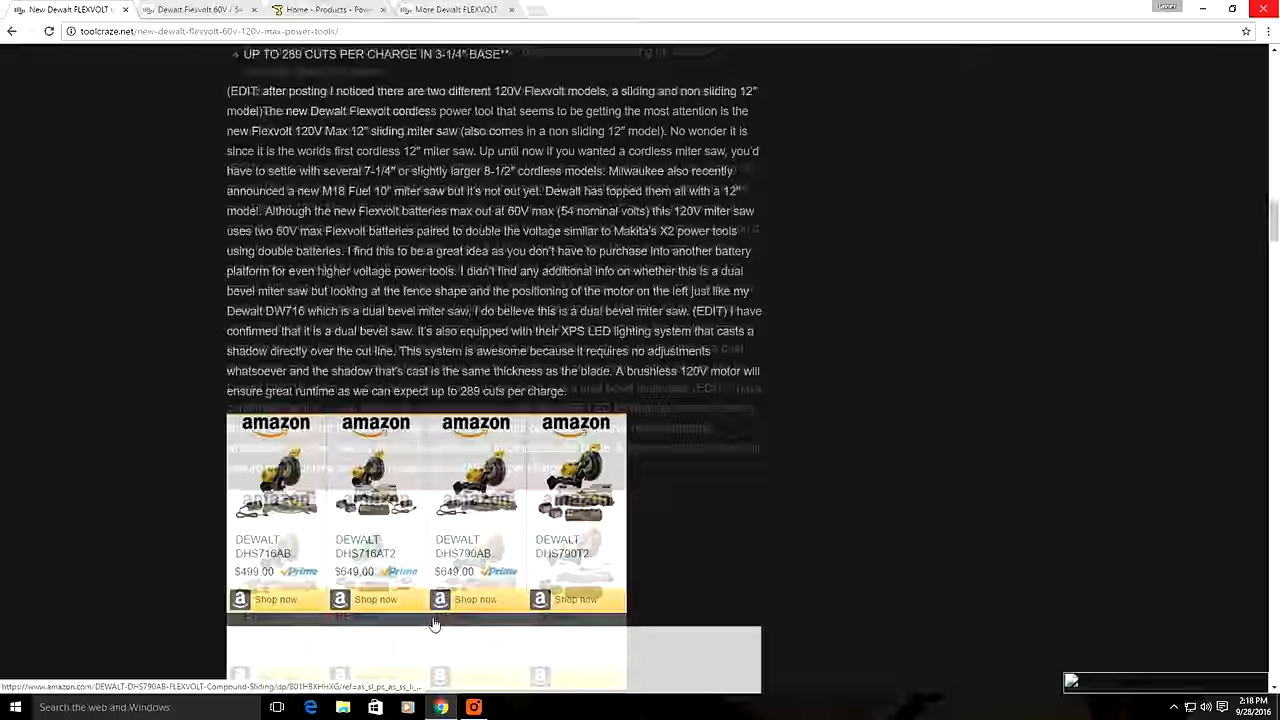 New Dewalt FLEXVOLT
Dewalt Flexvolt 60V / 54
Home - Products - Pow
More Dewalt FLEXVOLT
toolcraze.net/new-dewalt-flexvolt-60v-120v-max-power-tools/
UP TO 289 CUTS PER CHARGE IN 3-1/4" BASE**
(EDIT: after posting I noticed there are two different 120V Flexvolt models, a sliding and non sliding 12"
model)The new Dewalt Flexvolt cordless power tool that seems to be getting the most attention is the
new Flexvolt 120V Max 12" sliding miter saw (also comes in a non sliding 12" model). No wonder it is
since it is the worlds first cordless 12" miter saw. Up until now if you wanted a cordless miter saw, you'd
have to settle with several 7-1/4" or slightly larger 8-1/2" cordless models. Milwaukee also recently
announced a new M18 Fuel 10" miter saw but it's not out yet. Dewalt has topped them all with a 12"
model. Although the new Flexvolt batteries max out at 60V max (54 nominal volts) this 120V miter saw
uses two 60V max Flexvolt batteries paired to double the voltage similar to Makita's X2 power tools
using double batteries. I find this to be a great idea as you don't have to purchase into another battery
platform for even higher voltage power tools. I didn't find any additional info on whether this is a dual
bevel miter saw but looking at the fence shape and the positioning of the motor on the left just like my
Dewalt DW716 which is a dual bevel miter saw, I do believe this is a dual bevel miter saw. (EDIT) I have
confirmed that it is a dual bevel saw. It's also equipped with their XPS LED lighting system that casts a
shadow directly over the cut line. This system is awesome because it requires no adjustments
whatsoever and the shadow that's cast is the same thickness as the blade. A brushless 120V motor will
ensure great runtime as we can expect up to 289 cuts per charge.
amazon amazon amazon amazon
DEWALT DEWALT DEWALT DEWALT
DHS716AB DHS716AT2 DHS790AB DHS790T2
$499.00 Prime $649.00 Prime $649.00 Prime
Shop now Shop now Shop now Shop now
https://www.amazon.com/DEWALT-DHS790AB-FLEXVOLT-Compound-Sliding/dp/B01HBXHHXG/ref=as_sl_pc_as_ss_li_...
Search the web and Windows
2:18 PM
9/28/2016